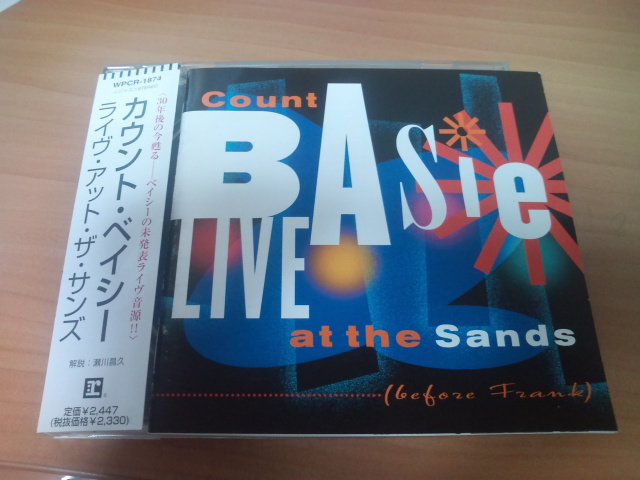 WPCR-1874
カウント・ベイシー
ライヴ・アット・ザ・サンズ
〈30年後の今甦る——ベイシーの未発表ライヴ音源!!〉
解説：瀬川昌久
定価¥2,447
(税抜価格¥2,330)
Count
BASie
LIVE
at the Sands
(before Frank)